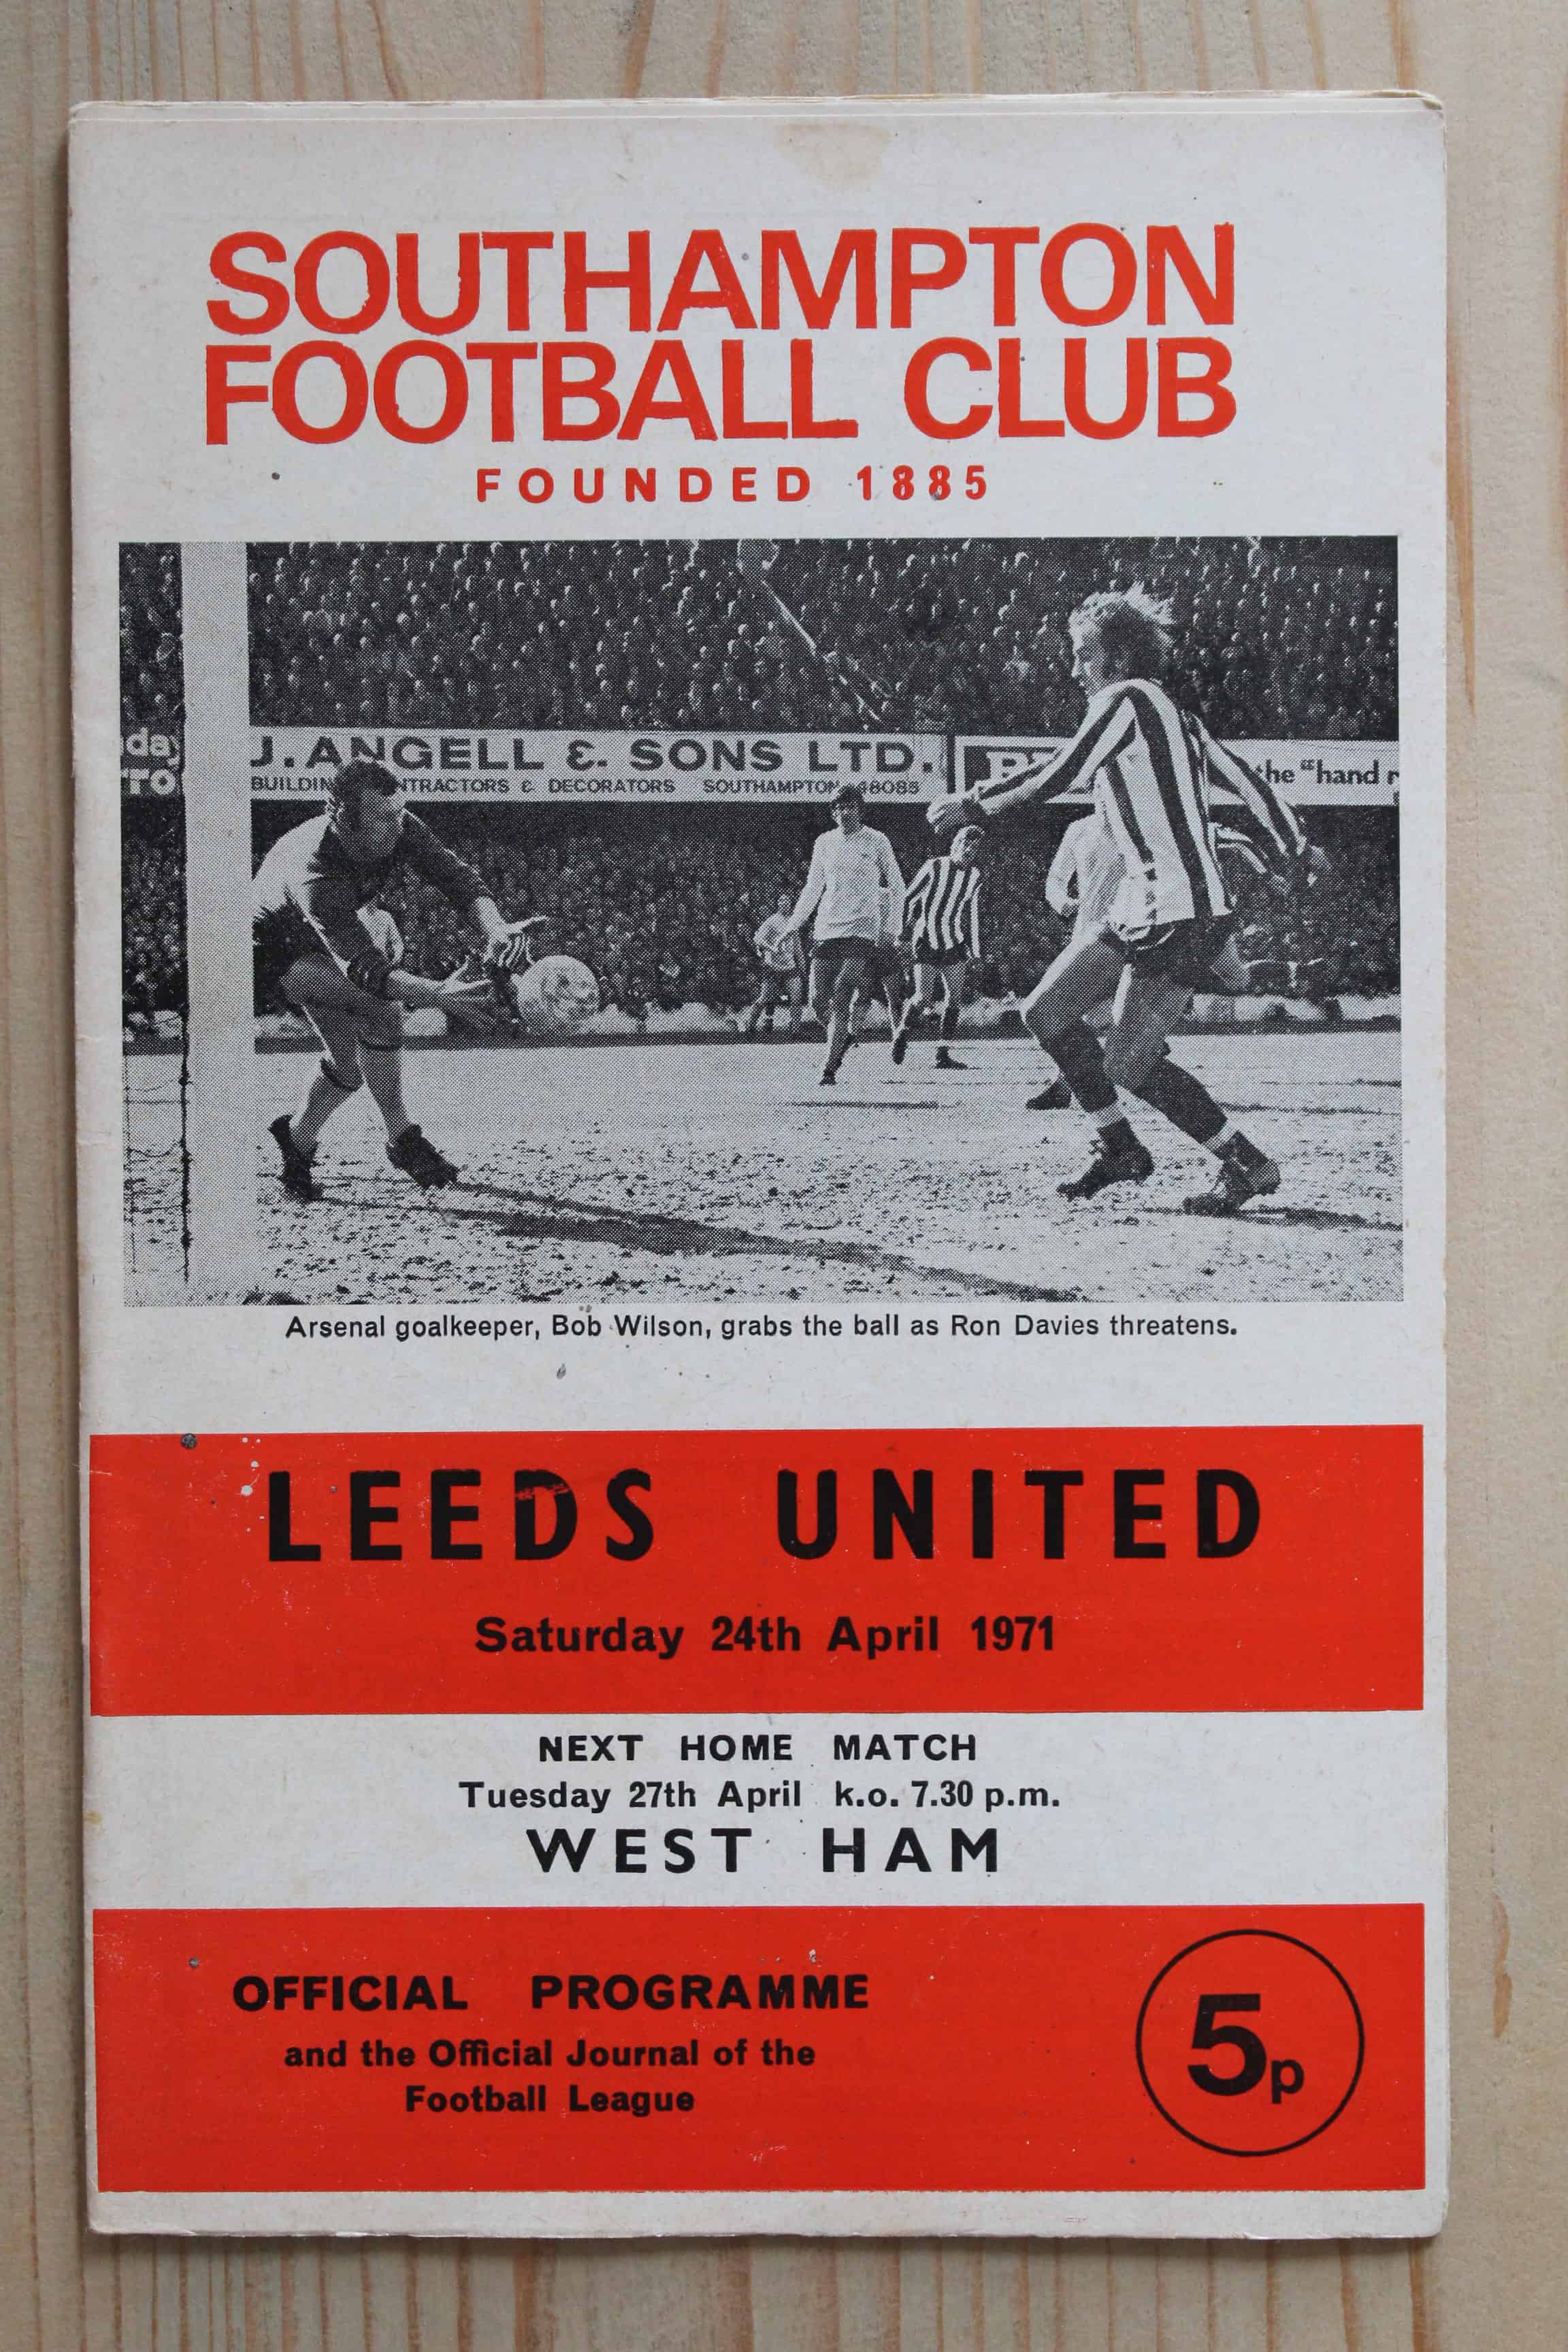 SOUTHAMPTON
FOOTBALL CLUB
FOUNDED 1885
J. ANGELL & SONS LTD.
DECORATORS SOUTHAMPTON
the "hand
Arsenal goalkeeper, Bob Wilson, grabs the ball as Ron Davies threatens.
LEEDS UNITED
Saturday 24th April 1971
NEXT HOME MATCH
Tuesday 27th April k.o. 7.30 p.m.
WEST HAM
OFFICIAL PROGRAMME
and the Official Journal of the
Football League
5p